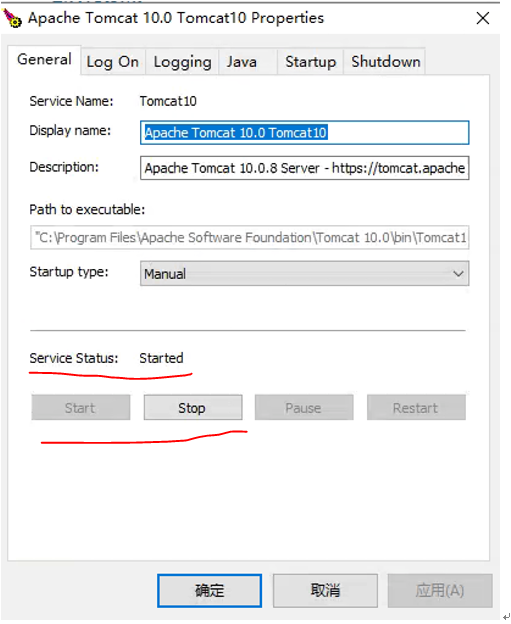 Apache Tomcat 10.0 Tomcat10 Properties
General Log On Logging Java Startup Shutdown
Service Name: Tomcat10
Display name: Apache Tomcat 10.0 Tomcat10
Description: Apache Tomcat 10.0.8 Server - https://tomcat.apache
Path to executable:
"C:\Program Files\Apache Software Foundation\Tomcat 10.0\bin\Tomcat1
Startup type: Manual
Service Status: Started
Start Stop Pause Restart
确定 取消 应用(A)